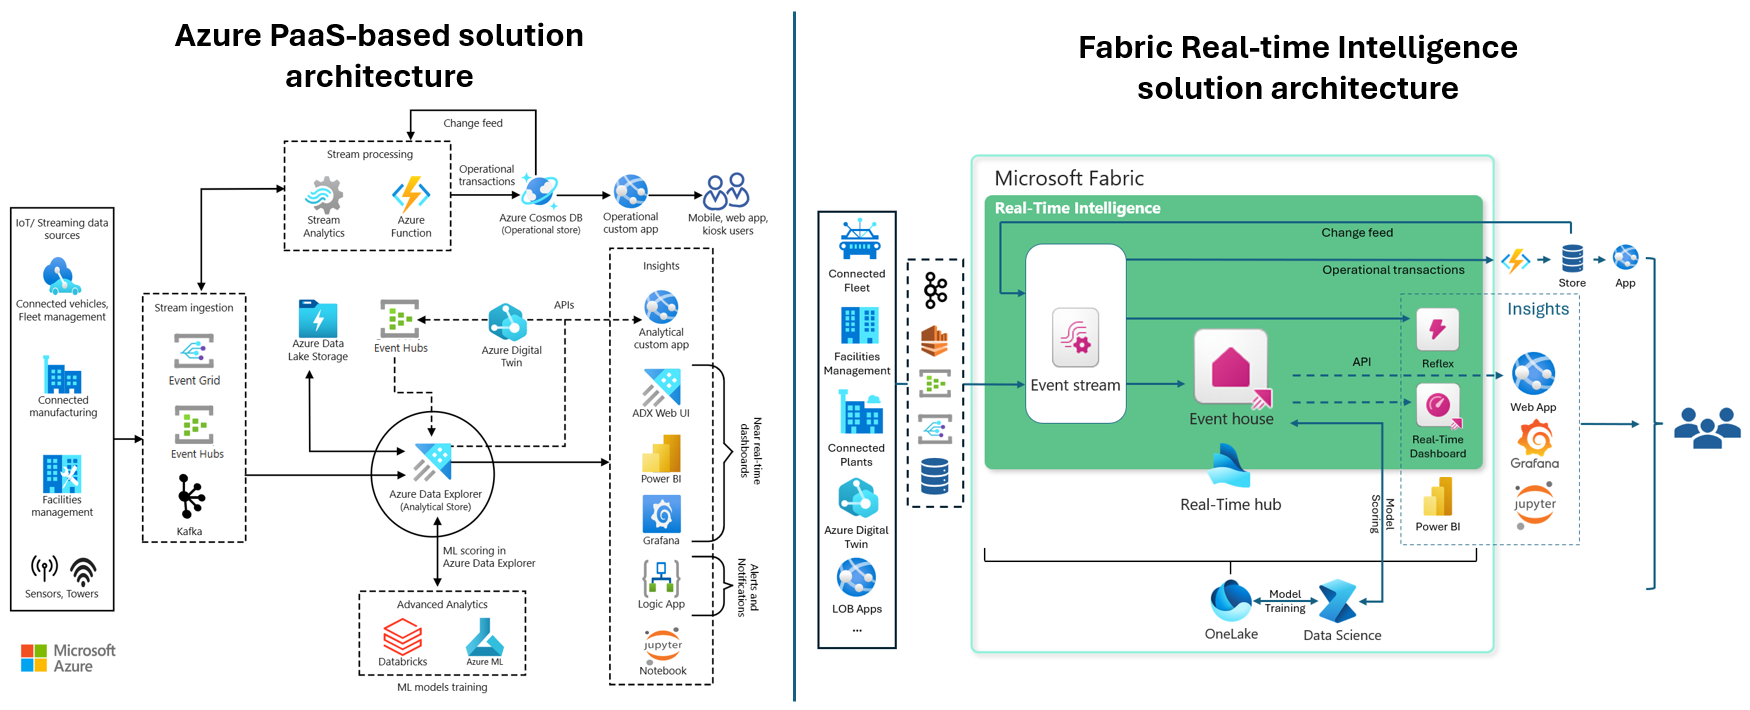 Azure PaaS-based solution
architecture
Change feed
Stream processing
Stream
Analytics
Azure
Function
Operational
transactions
Azure Cosmos DB
(Operational store)
Operational
custom app
Mobile, web app,
kiosk users
IoT/ Streaming data
sources
Connected vehicles,
Fleet management
Connected
manufacturing
Facilities
management
Sensors, Towers
Stream ingestion
Event Grid
Event Hubs
Kafka
Azure Data
Lake Storage
Event Hubs
Azure Digital
Twin
APIs
Azure Data Explorer
(Analytical Store)
ML scoring in
Azure Data Explorer
Advanced Analytics
Databricks
Azure ML
ML models training
Insights
Analytical
custom app
ADX Web UI
Power BI
Grafana
Near real-time
dashboards
Logic App
Alerts and
Notifications
jupyter
Notebook
Microsoft
Azure
Fabric Real-time Intelligence
solution architecture
Connected
Fleet
Facilities
Management
Connected
Plants
Azure Digital
Twin
LOB Apps
...
Microsoft Fabric
Real-Time Intelligence
Change feed
Operational transactions
Event stream
Event house
API
Real-Time hub
Store
App
Insights
Reflex
Real-Time
Dashboard
Power BI
Web App
Grafana
jupyter
Model
Scoring
OneLake
Model
Training
Data Science